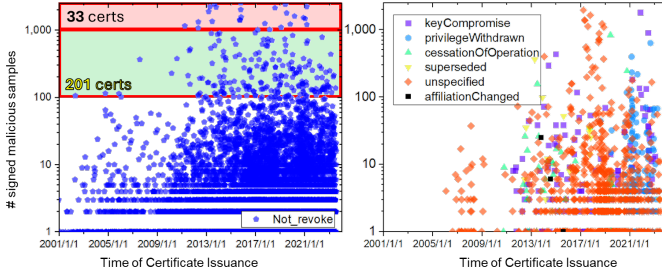 33 certs
1,000
201 certs
100
10
1
# signed malicious samples
2001/1/1 2005/1/1 2009/1/1 2013/1/1 2017/1/1 2021/1/1
Time of Certificate Issuance
Not_revoke
keyCompromise
privilegeWithdrawn
cessationOfOperation
superseded
unspecified
affiliationChanged
1,000
100
10
1
2001/1/1 2005/1/1 2009/1/1 2013/1/1 2017/1/1 2021/1/1
Time of Certificate Issuance